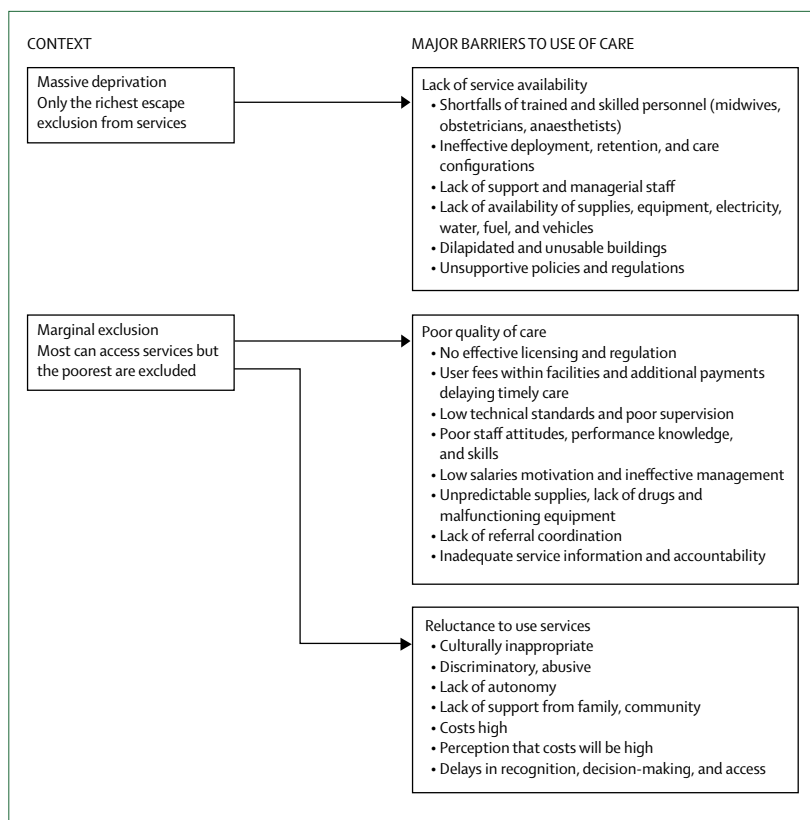 CONTEXT
MAJOR BARRIERS TO USE OF CARE
Massive deprivation
Only the richest escape
exclusion from services
Lack of service availability
• Shortfalls of trained and skilled personnel (midwives,
obstetricians, anaesthetists)
• Ineffective deployment, retention, and care
configurations
• Lack of support and managerial staff
• Lack of availability of supplies, equipment, electricity,
water, fuel, and vehicles
• Dilapidated and unusable buildings
• Unsupportive policies and regulations
Marginal exclusion
Most can access services but
the poorest are excluded
Poor quality of care
• No effective licensing and regulation
• User fees within facilities and additional payments
delaying timely care
• Low technical standards and poor supervision
• Poor staff attitudes, performance knowledge,
and skills
• Low salaries motivation and ineffective management
• Unpredictable supplies, lack of drugs and
malfunctioning equipment
• Lack of referral coordination
• Inadequate service information and accountability
Reluctance to use services
• Culturally inappropriate
• Discriminatory, abusive
• Lack of autonomy
• Lack of support from family, community
• Costs high
• Perception that costs will be high
• Delays in recognition, decision-making, and access